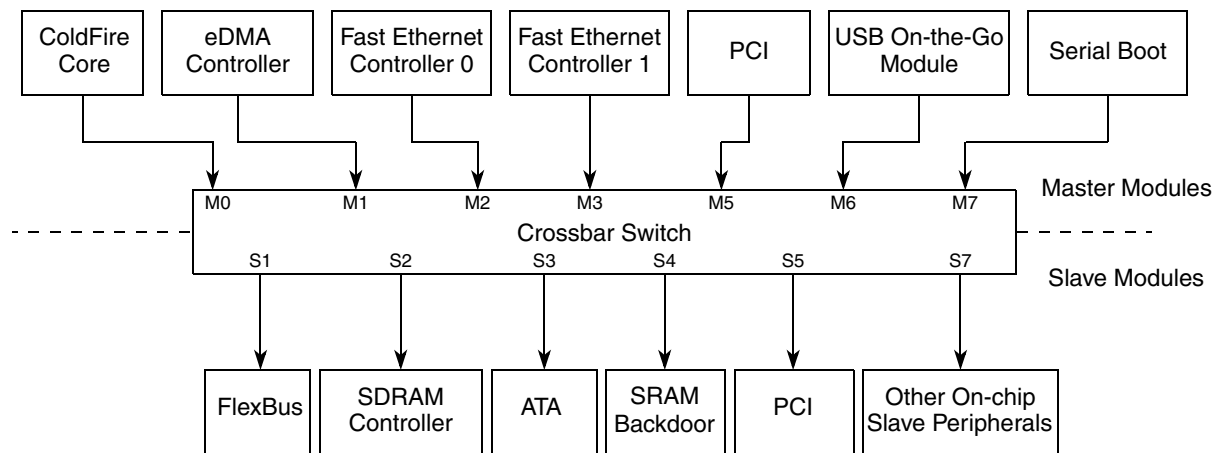 ColdFire
Core
eDMA
Controller
Fast Ethernet
Controller 0
Fast Ethernet
Controller 1
PCI
USB On-the-Go
Module
Serial Boot
M0
M1
M2
M3
M5
M6
M7
Master Modules
Crossbar Switch
S1
S2
S3
S4
S5
S7
Slave Modules
FlexBus
SDRAM
Controller
ATA
SRAM
Backdoor
PCI
Other On-chip
Slave Peripherals